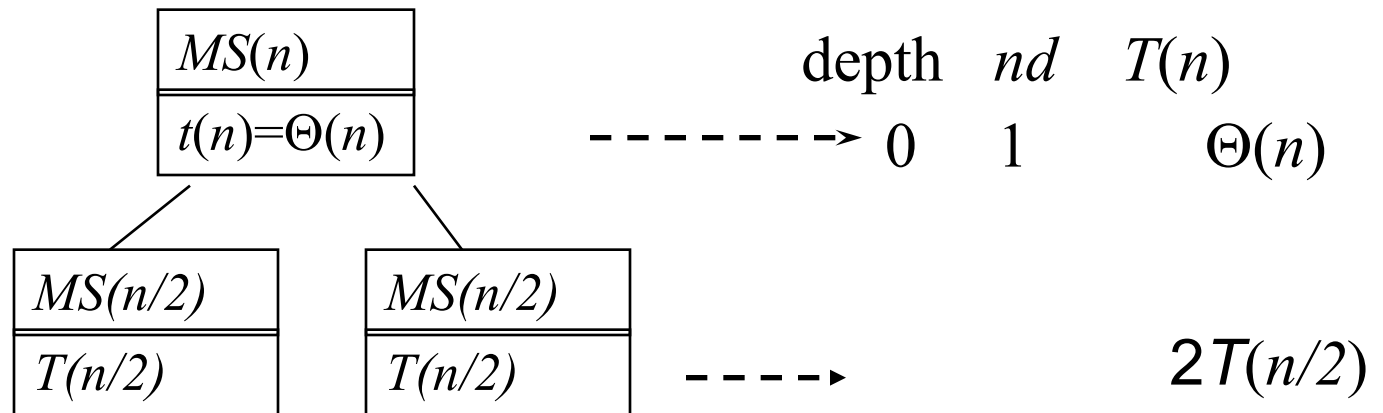 MS(n)
t(n)=Θ(n)
depth nd T(n)
0 1 Θ(n)
MS(n/2)
T(n/2)
MS(n/2)
T(n/2)
2T(n/2)